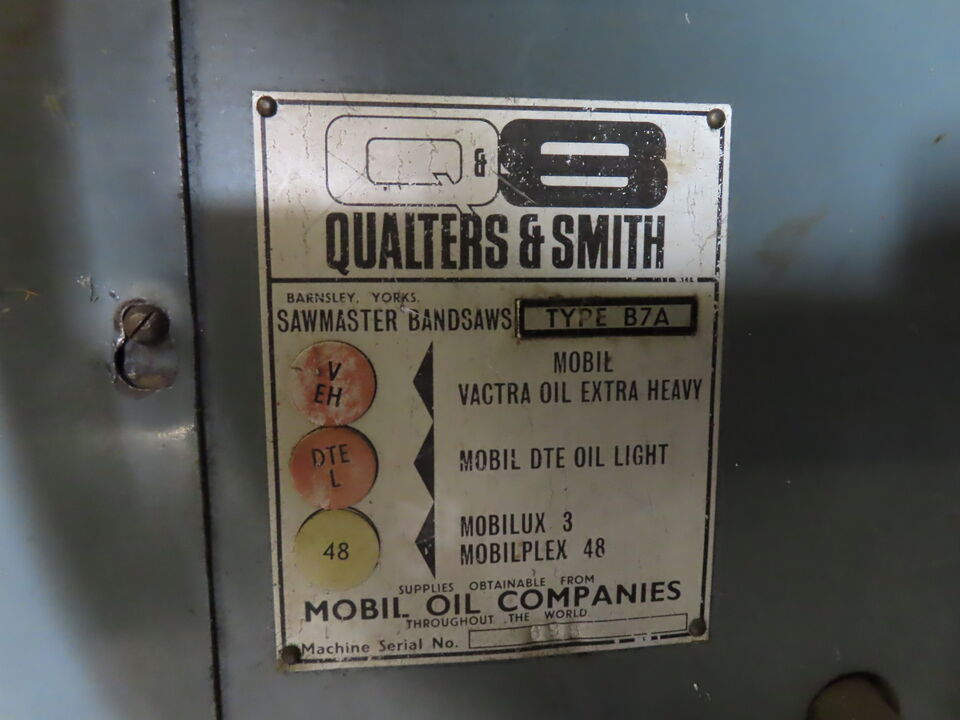 Q & S
QUALTERS & SMITH
BARNSLEY, YORKS.
SAWMASTER BANDSAWS TYPE B7A
V
EH
MOBIL
VACTRA OIL EXTRA HEAVY
DTE
L
MOBIL DTE OIL LIGHT
48
MOBILUX 3
MOBILPLEX 48
SUPPLIES OBTAINABLE FROM
MOBIL OIL COMPANIES
THROUGHOUT THE WORLD
Machine Serial No.